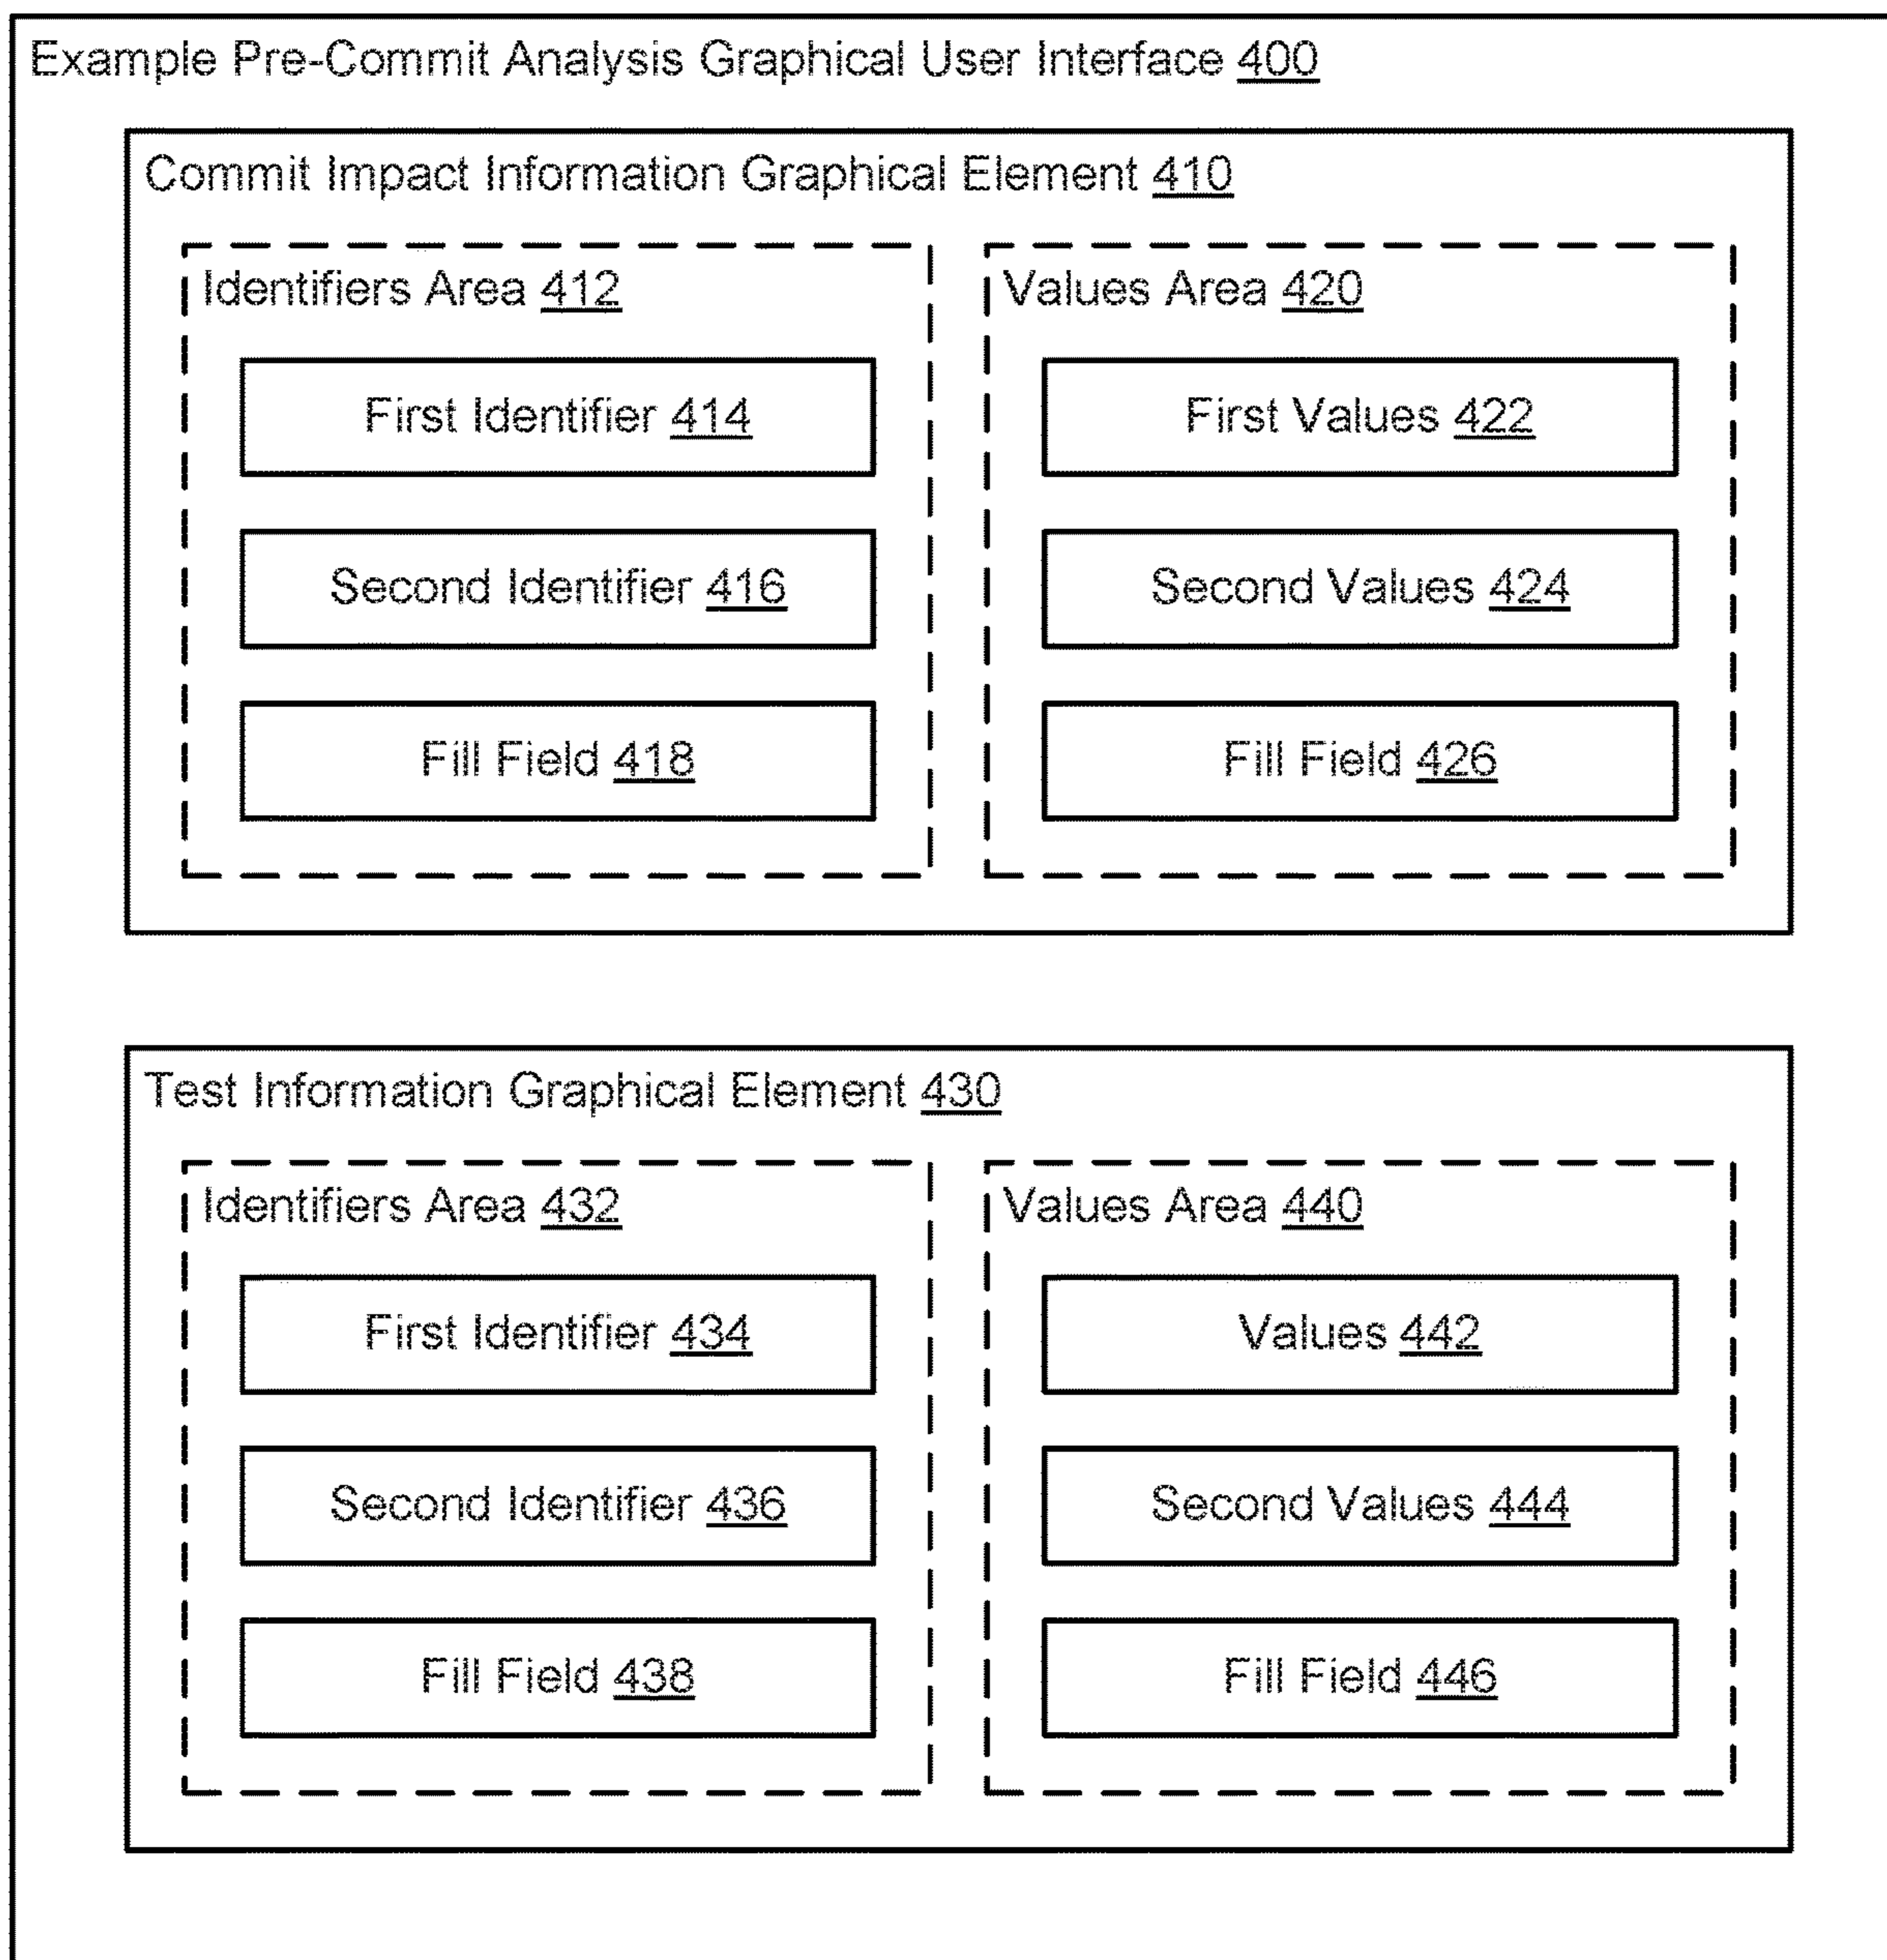 Example Pre-Commit Analysis Graphical User Interface 400
Commit Impact Information Graphical Element 410
Identifiers Area 412
First Identifier 414
Second Identifier 416
Fill Field 418
Values Area 420
First Values 422
Second Values 424
Fill Field 426
Test Information Graphical Element 430
Identifiers Area 432
First Identifier 434
Second Identifier 436
Fill Field 438
Values Area 440
Values 442
Second Values 444
Fill Field 446